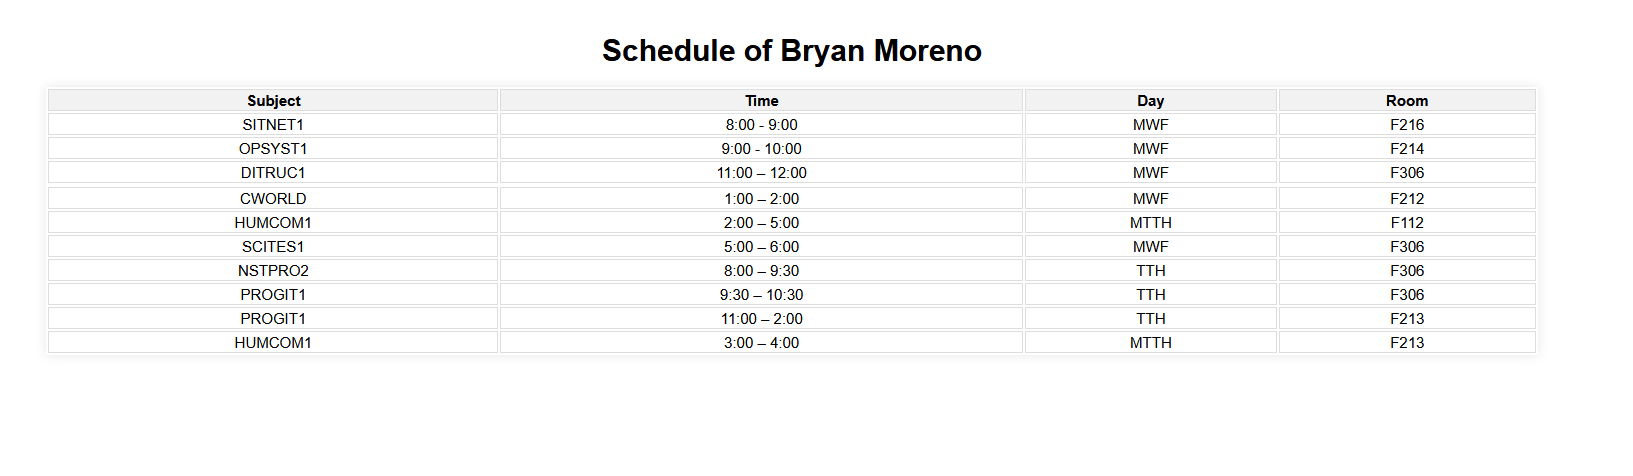 Schedule of Bryan Moreno
Subject Time Day Room
SITNET1 8:00 - 9:00 MWF F216
OPSYST1 9:00 - 10:00 MWF F214
DITRUC1 11:00 – 12:00 MWF F306
CWORLD 1:00 – 2:00 MWF F212
HUMCOM1 2:00 – 5:00 MTTH F112
SCITES1 5:00 – 6:00 MWF F306
NSTPRO2 8:00 – 9:30 TTH F306
PROGIT1 9:30 – 10:30 TTH F306
PROGIT1 11:00 – 2:00 TTH F213
HUMCOM1 3:00 – 4:00 MTTH F213